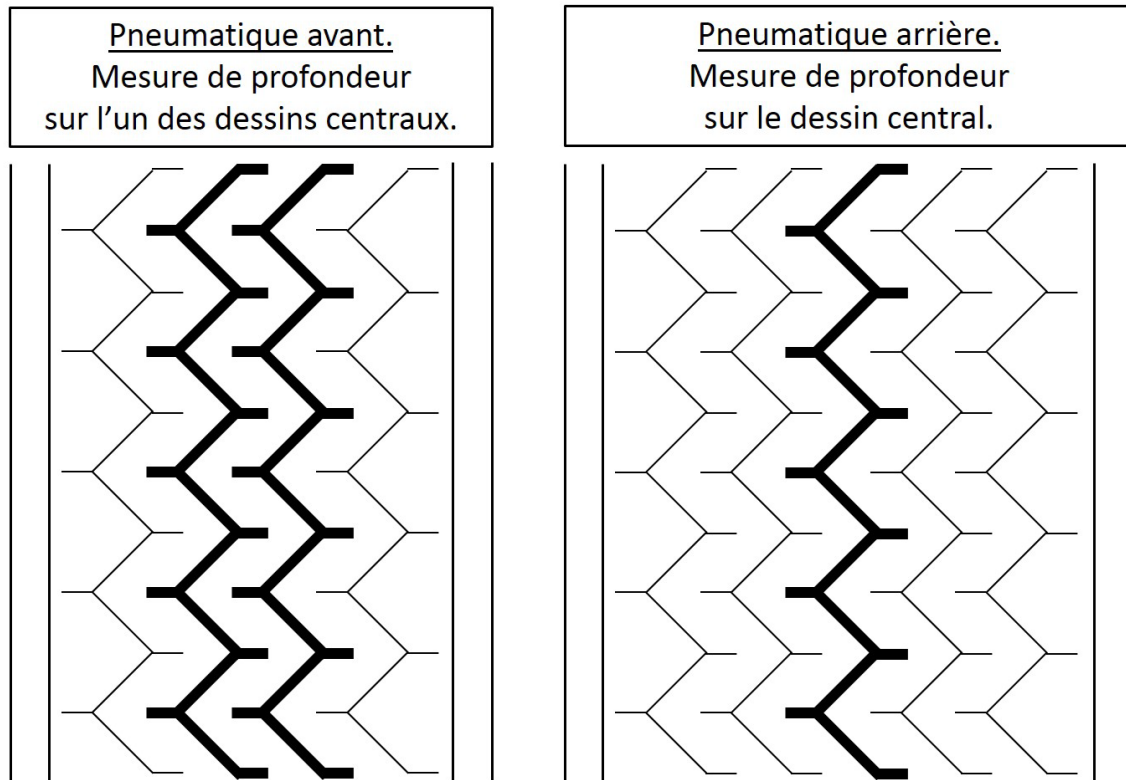 Pneumatique avant.
Mesure de profondeur
sur l’un des dessins centraux.
Pneumatique arrière.
Mesure de profondeur
sur le dessin central.